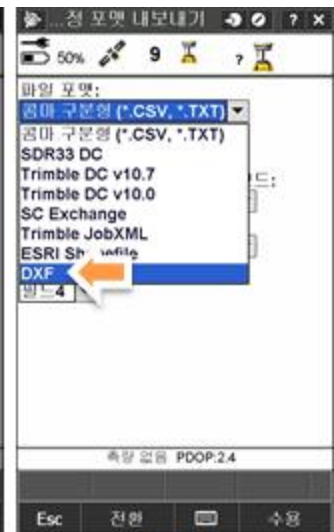 ...정 포맷 내보내기 ? ×
50% 9 ?
파일 포맷:
콤마 구분형 (*.CSV, *.TXT)
콤마 구분형 (*.CSV, *.TXT)
SDR33 DC
Trimble DC v10.7
Trimble DC v10.0
SC Exchange
Trimble JobXML
ESRI
DXF
필드4
측량 없음 PDOP:2.4
Esc 전환 수용